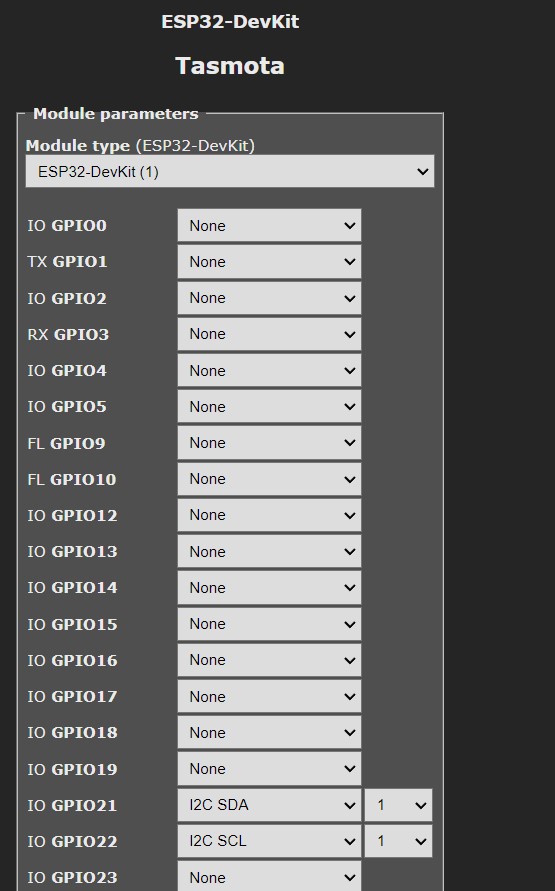 ESP32-DevKit
Tasmota
Module parameters
Module type (ESP32-DevKit)
ESP32-DevKit (1)
IO GPIO0 None
TX GPIO1 None
IO GPIO2 None
RX GPIO3 None
IO GPIO4 None
IO GPIO5 None
FL GPIO9 None
FL GPIO10 None
IO GPIO12 None
IO GPIO13 None
IO GPIO14 None
IO GPIO15 None
IO GPIO16 None
IO GPIO17 None
IO GPIO18 None
IO GPIO19 None
IO GPIO21 I2C SDA 1
IO GPIO22 I2C SCL 1
IO GPIO23 None